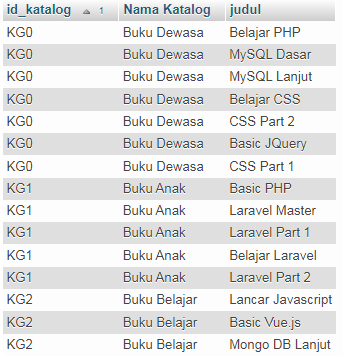 id_katalog 1 Nama Katalog judul
KG0 Buku Dewasa Belajar PHP
KG0 Buku Dewasa MySQL Dasar
KG0 Buku Dewasa MySQL Lanjut
KG0 Buku Dewasa Belajar CSS
KG0 Buku Dewasa CSS Part 2
KG0 Buku Dewasa Basic JQuery
KG0 Buku Dewasa CSS Part 1
KG1 Buku Anak Basic PHP
KG1 Buku Anak Laravel Master
KG1 Buku Anak Laravel Part 1
KG1 Buku Anak Belajar Laravel
KG1 Buku Anak Laravel Part 2
KG2 Buku Belajar Lancar Javascript
KG2 Buku Belajar Basic Vue.js
KG2 Buku Belajar Mongo DB Lanjut